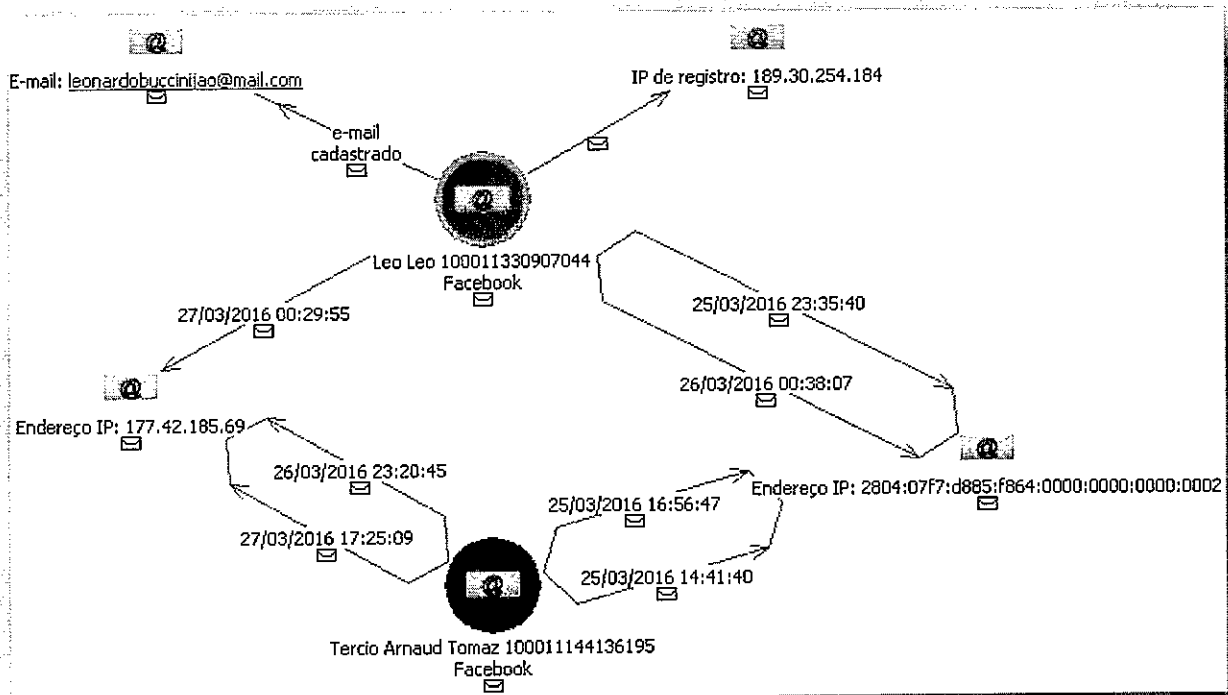 E-mail: leonardobuccinijao@mail.com
IP de registro: 189.30.254.184
e-mail
cadastrado
Leo Leo 100011330907044
Facebook
27/03/2016 00:29:55
25/03/2016 23:35:40
26/03/2016 00:38:07
Endereço IP: 177.42.185.69
26/03/2016 23:20:45
27/03/2016 17:25:09
25/03/2016 16:56:47
Endereço IP: 2804:07f7:d885:f864:0000:0000:0000:0002
25/03/2016 14:41:40
Tercio Arnaud Tomaz 100011144136195
Facebook